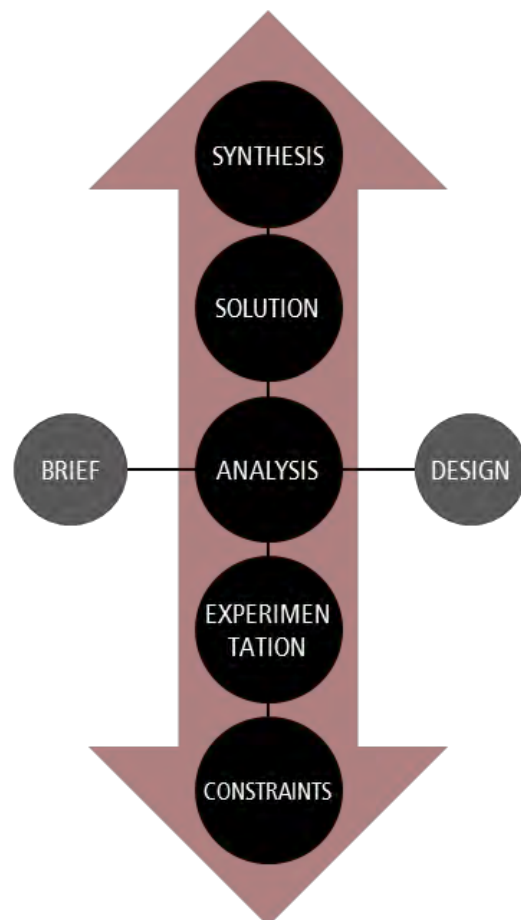 SYNTHESIS
SOLUTION
BRIEF
ANALYSIS
DESIGN
EXPERIMEN
TATION
CONSTRAINTS